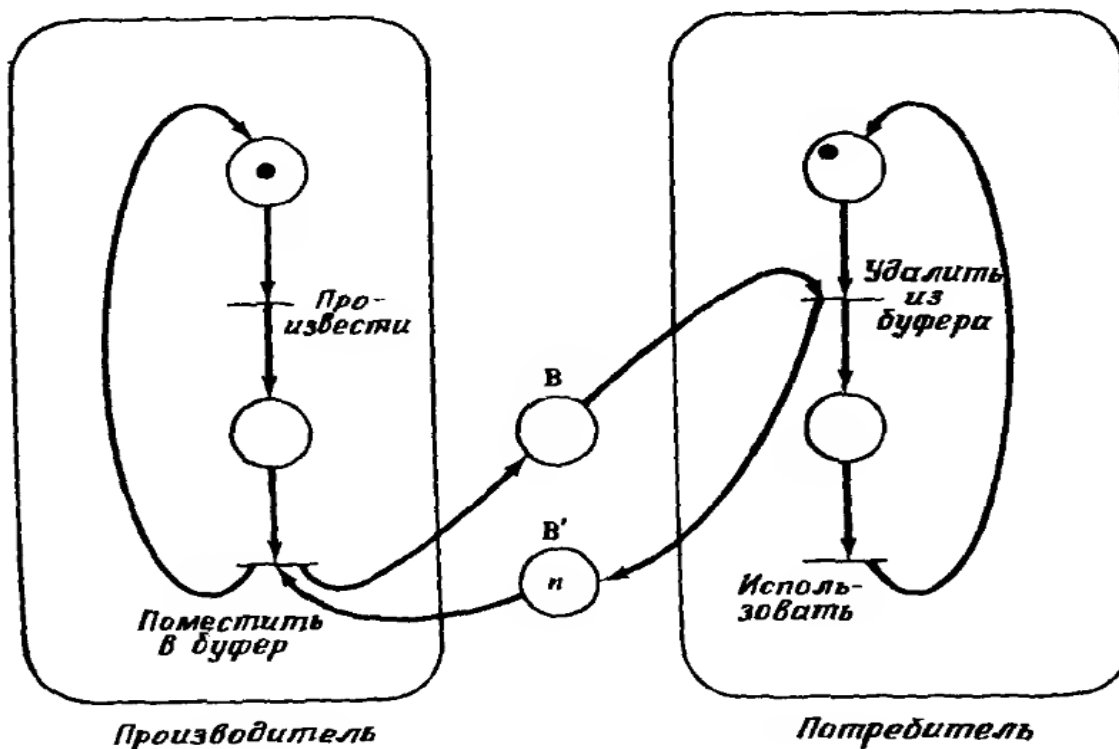 Про-
извести
Удалить
из
буфера
B
B'
n
Поместить
в буфер
Исполь-
зовать
Производитель
Потребитель